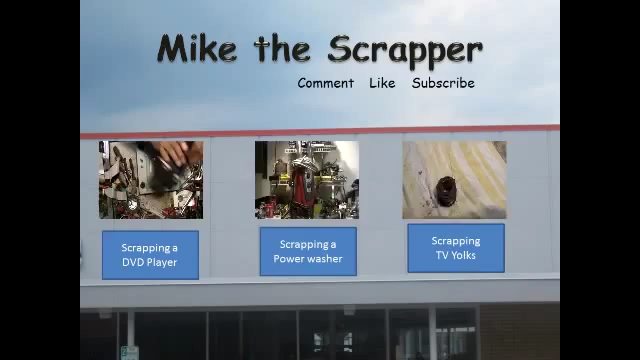 Mike the Scrapper
Comment Like Subscribe
Scrapping a
DVD Player
Scrapping a
Power washer
Scrapping
TV Yolks